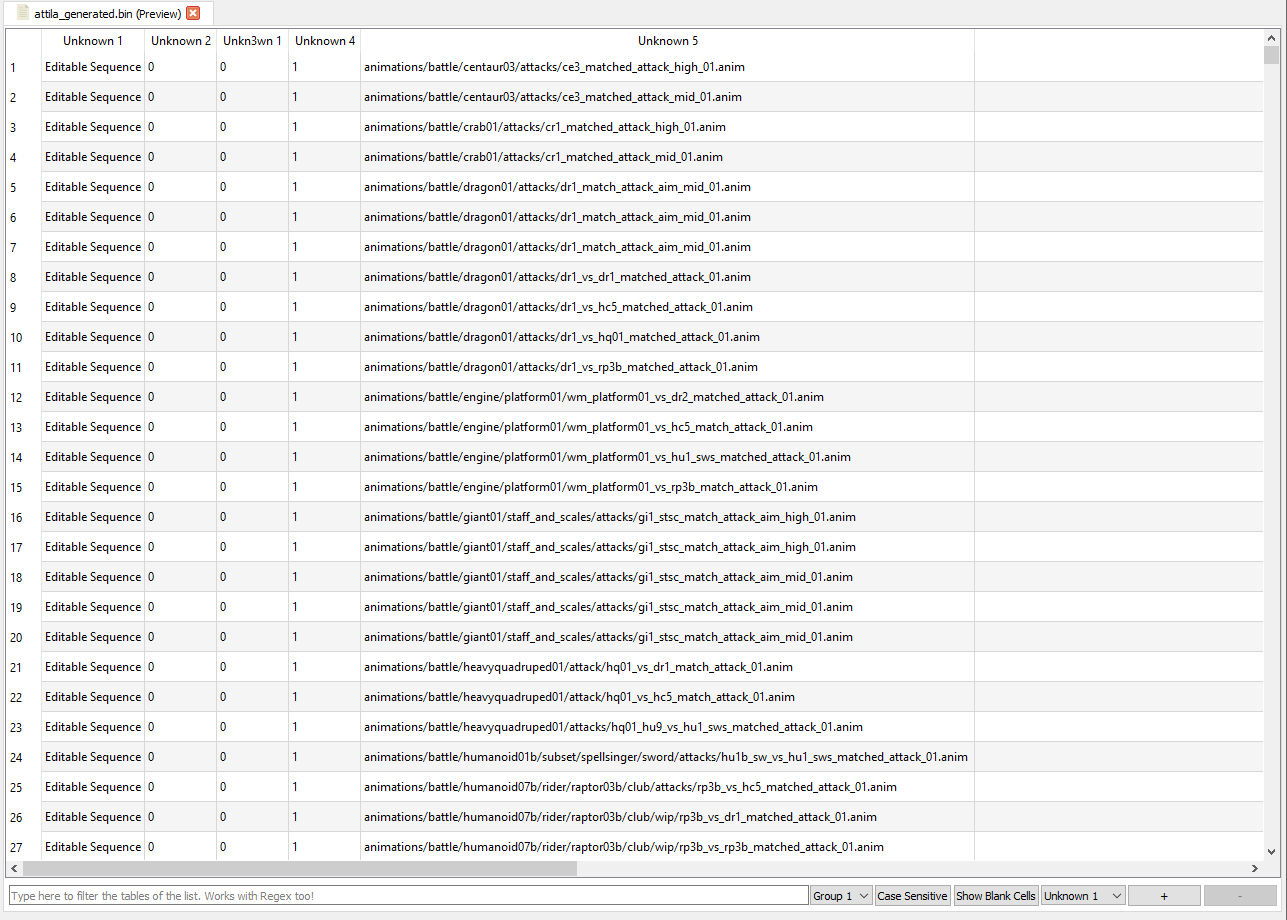 attila_generated.bin (Preview)
Unknown 1 Unknown 2 Unkn3wn 1 Unknown 4 Unknown 5
1 Editable Sequence 0 0 1 animations/battle/centaur03/attacks/ce3_matched_attack_high_01.anim
2 Editable Sequence 0 0 1 animations/battle/centaur03/attacks/ce3_matched_attack_mid_01.anim
3 Editable Sequence 0 0 1 animations/battle/crab01/attacks/cr1_matched_attack_high_01.anim
4 Editable Sequence 0 0 1 animations/battle/crab01/attacks/cr1_matched_attack_mid_01.anim
5 Editable Sequence 0 0 1 animations/battle/dragon01/attacks/dr1_match_attack_aim_mid_01.anim
6 Editable Sequence 0 0 1 animations/battle/dragon01/attacks/dr1_match_attack_aim_mid_01.anim
7 Editable Sequence 0 0 1 animations/battle/dragon01/attacks/dr1_match_attack_aim_mid_01.anim
8 Editable Sequence 0 0 1 animations/battle/dragon01/attacks/dr1_vs_dr1_matched_attack_01.anim
9 Editable Sequence 0 0 1 animations/battle/dragon01/attacks/dr1_vs_hc5_matched_attack_01.anim
10 Editable Sequence 0 0 1 animations/battle/dragon01/attacks/dr1_vs_hq01_matched_attack_01.anim
11 Editable Sequence 0 0 1 animations/battle/dragon01/attacks/dr1_vs_rp3b_matched_attack_01.anim
12 Editable Sequence 0 0 1 animations/battle/engine/platform01/wm_platform01_vs_dr2_matched_attack_01.anim
13 Editable Sequence 0 0 1 animations/battle/engine/platform01/wm_platform01_vs_hc5_match_attack_01.anim
14 Editable Sequence 0 0 1 animations/battle/engine/platform01/wm_platform01_vs_hu1_sws_matched_attack_01.anim
15 Editable Sequence 0 0 1 animations/battle/engine/platform01/wm_platform01_vs_rp3b_match_attack_01.anim
16 Editable Sequence 0 0 1 animations/battle/giant01/staff_and_scales/attacks/gi1_stsc_match_attack_aim_high_01.anim
17 Editable Sequence 0 0 1 animations/battle/giant01/staff_and_scales/attacks/gi1_stsc_match_attack_aim_high_01.anim
18 Editable Sequence 0 0 1 animations/battle/giant01/staff_and_scales/attacks/gi1_stsc_match_attack_aim_mid_01.anim
19 Editable Sequence 0 0 1 animations/battle/giant01/staff_and_scales/attacks/gi1_stsc_match_attack_aim_mid_01.anim
20 Editable Sequence 0 0 1 animations/battle/giant01/staff_and_scales/attacks/gi1_stsc_match_attack_aim_mid_01.anim
21 Editable Sequence 0 0 1 animations/battle/heavyquadruped01/attack/hq01_vs_dr1_match_attack_01.anim
22 Editable Sequence 0 0 1 animations/battle/heavyquadruped01/attack/hq01_vs_hc5_match_attack_01.anim
23 Editable Sequence 0 0 1 animations/battle/heavyquadruped01/attacks/hq01_hu9_vs_hu1_sws_matched_attack_01.anim
24 Editable Sequence 0 0 1 animations/battle/humanoid01b/subset/spellsinger/sword/attacks/hu1b_sw_vs_hu1_sws_matched_attack_01.anim
25 Editable Sequence 0 0 1 animations/battle/humanoid07b/rider/raptor03b/club/attacks/rp3b_vs_hc5_matched_attack_01.anim
26 Editable Sequence 0 0 1 animations/battle/humanoid07b/rider/raptor03b/club/wip/rp3b_vs_dr1_matched_attack_01.anim
27 Editable Sequence 0 0 1 animations/battle/humanoid07b/rider/raptor03b/club/wip/rp3b_vs_rp3b_matched_attack_01.anim
Type here to filter the tables of the list. Works with Regex too! Group 1 Case Sensitive Show Blank Cells Unknown 1 + -